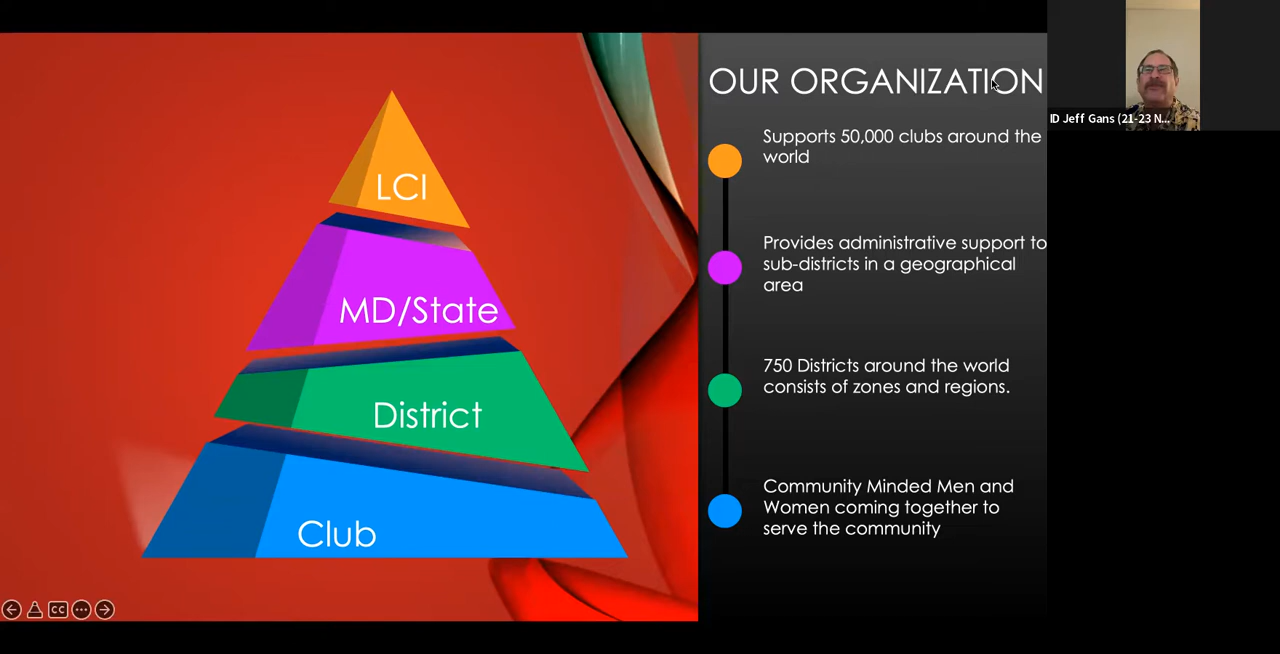 OUR ORGANIZATION
LCI
MD/State
District
Club
Supports 50,000 clubs around the
world
Provides administrative support to
sub-districts in a geographical
area
750 Districts around the world
consists of zones and regions.
Community Minded Men and
Women coming together to
serve the community
ID Jeff Gans (21-23 N...
CC